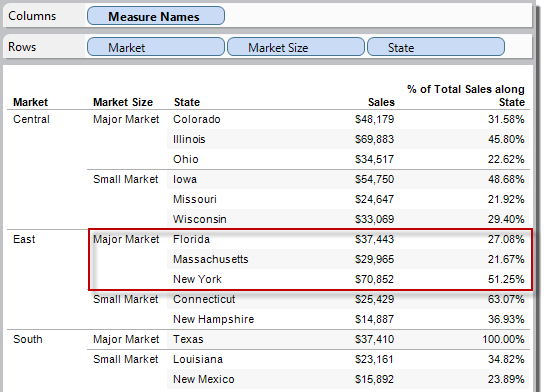 Columns Measure Names
Rows Market Market Size State
% of Total Sales along
Market Market Size State Sales State
Central Major Market Colorado $48,179 31.58%
Illinois $69,883 45.80%
Ohio $34,517 22.62%
Small Market Iowa $54,750 48.68%
Missouri $24,647 21.92%
Wisconsin $33,069 29.40%
East Major Market Florida $37,443 27.08%
Massachusetts $29,965 21.67%
New York $70,852 51.25%
Small Market Connecticut $25,429 63.07%
New Hampshire $14,887 36.93%
South Major Market Texas $37,410 100.00%
Small Market Louisiana $23,161 34.82%
New Mexico $15,892 23.89%